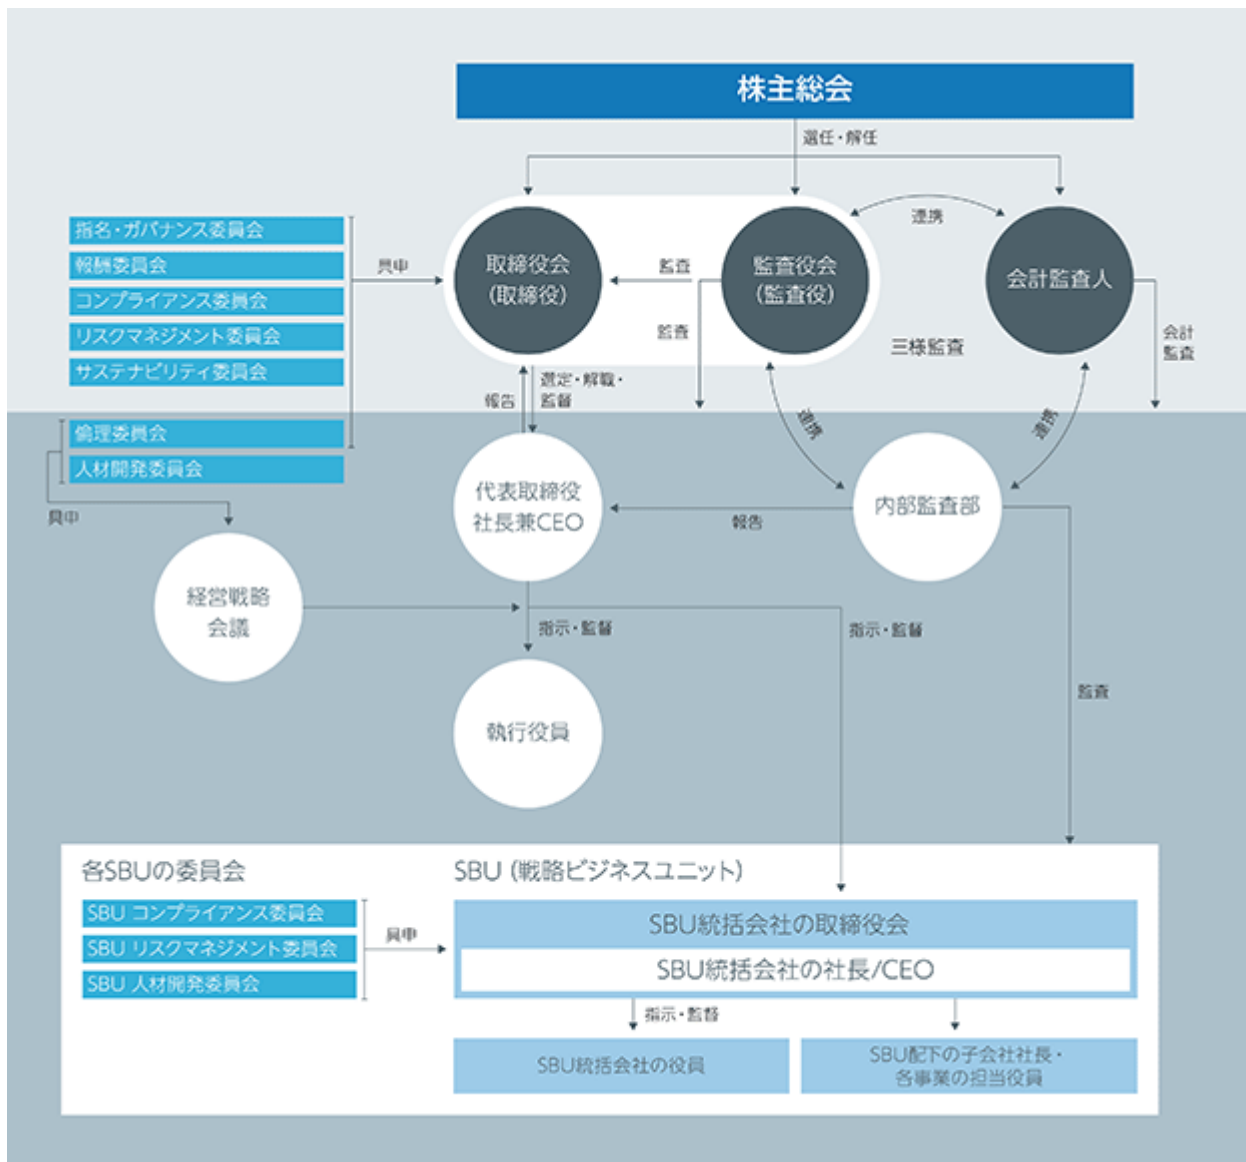 株主総会
選任・解任
指名・ガバナンス委員会
報酬委員会
コンプライアンス委員会
リスクマネジメント委員会
サステナビリティ委員会
倫理委員会
人材開発委員会
具申
取締役会
(取締役)
監査
監査役会
(監査役)
連携
会計監査人
監査
三様監査
会計
監査
報告
選定・解職・
監督
連携
連携
具申
代表取締役
社長兼CEO
報告
内部監査部
経営戦略
会議
指示・監督
指示・監督
監査
執行役員
各SBUの委員会
SBU コンプライアンス委員会
SBU リスクマネジメント委員会
SBU 人材開発委員会
具申
SBU (戦略ビジネスユニット)
SBU統括会社の取締役会
SBU統括会社の社長/CEO
指示・監督
SBU統括会社の役員
SBU配下の子会社社長・
各事業の担当役員